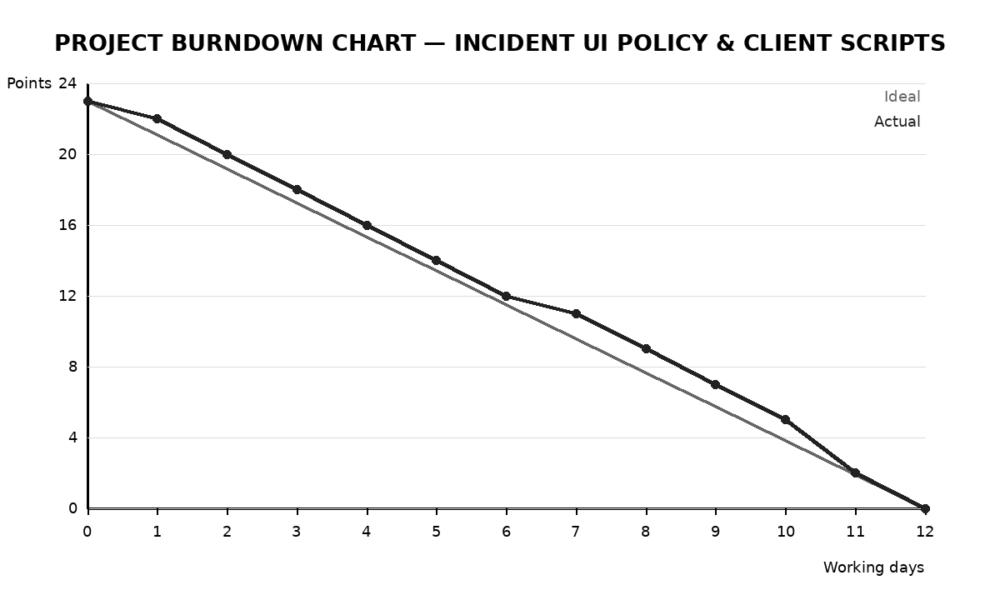 PROJECT BURNDOWN CHART — INCIDENT UI POLICY & CLIENT SCRIPTS
Points 24
Ideal
Actual
20
16
12
8
4
0
0 1 2 3 4 5 6 7 8 9 10 11 12
Working days